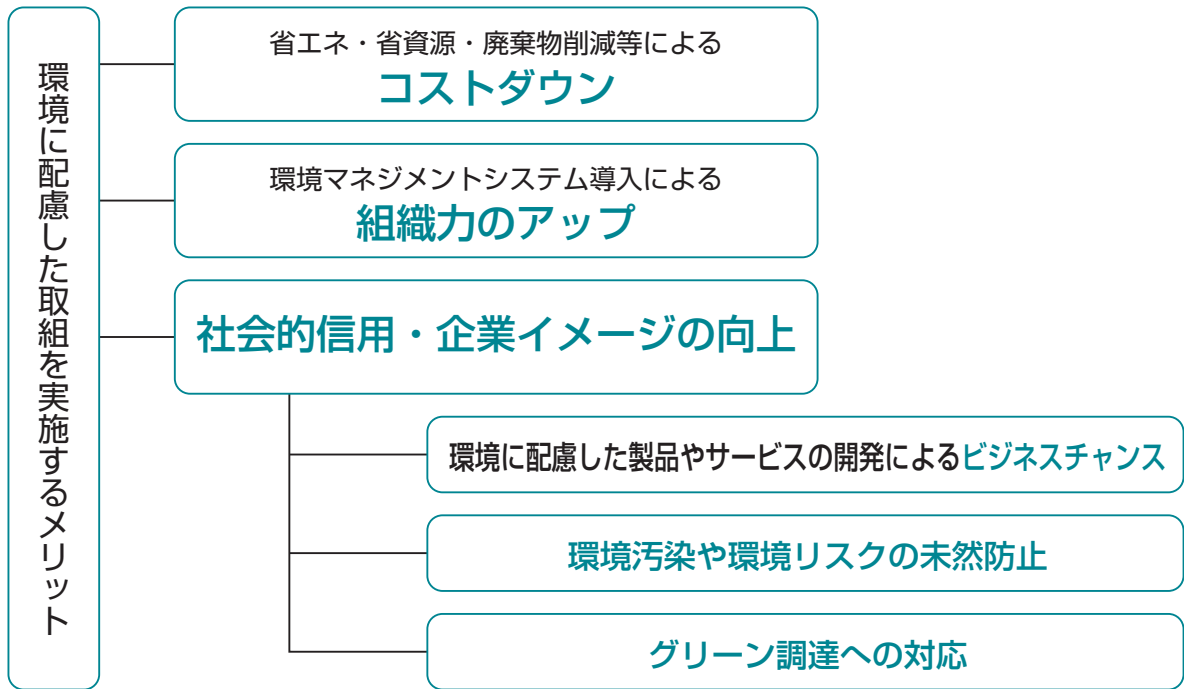 環境に配慮した取組を実施するメリット
省エネ・省資源・廃棄物削減等による
コストダウン
環境マネジメントシステム導入による
組織力のアップ
社会的信用・企業イメージの向上
環境に配慮した製品やサービスの開発によるビジネスチャンス
環境汚染や環境リスクの未然防止
グリーン調達への対応